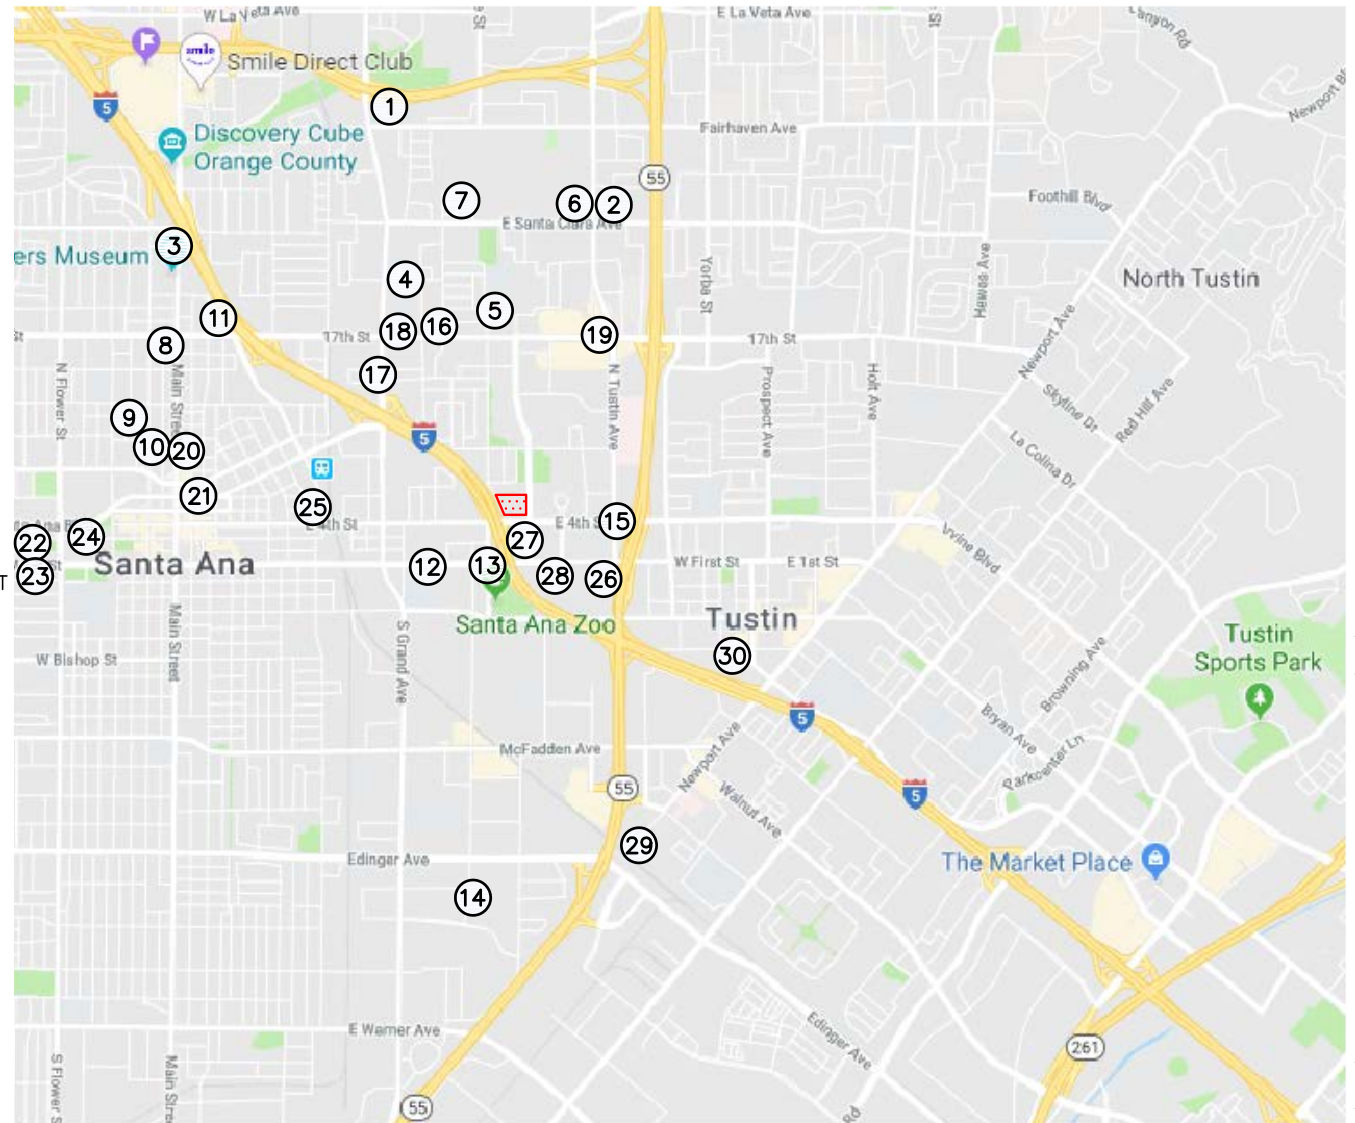 W La Veta Ave
E La Veta Ave
Canyon Rd
smile
Smile Direct Club
5
1
Discovery Cube
Orange County
Fairhaven Ave
55
7
6
2
E Santa Clara Ave
Foothill Blvd
3
ers Museum
4
Yorba St
Hewes Ave
North Tustin
5
11
18
16
19
17th St
17th St
8
17
N Flower St
Main Street
N Tustin Ave
Prospect Ave
Holt Ave
Newport Ave
Skyline Dr
Red Hill Ave
9
10
20
5
La Colina Dr
21
25
E 4th St
E 4th S
15
Irvine Blvd
22
24
23
T
Santa Ana
12
13
27
28
26
W First St
E 1st St
Santa Ana Zoo
Tustin
30
Tustin
Sports Park
Main Street
S Grand Ave
W Bishop St
Browning Ave
Bryan Ave
5
McFadden Ave
Newport Ave
Parkcenter Ln
55
Walnut Ave
5
29
Edinger Ave
The Market Place
14
E Warner Ave
Edinger Ave
261
S Flower S
Main Stre
55
Rd